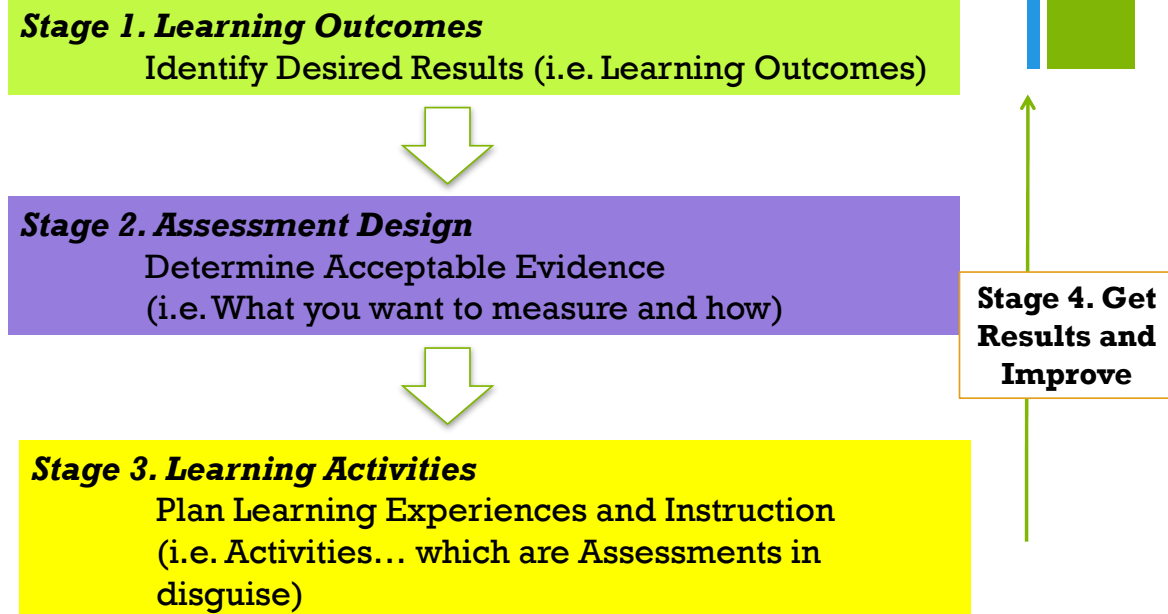 Stage 1. Learning Outcomes
Identify Desired Results (i.e. Learning Outcomes)
Stage 2. Assessment Design
Determine Acceptable Evidence
(i.e. What you want to measure and how)
Stage 4. Get
Results and
Improve
Stage 3. Learning Activities
Plan Learning Experiences and Instruction
(i.e. Activities… which are Assessments in
disguise)